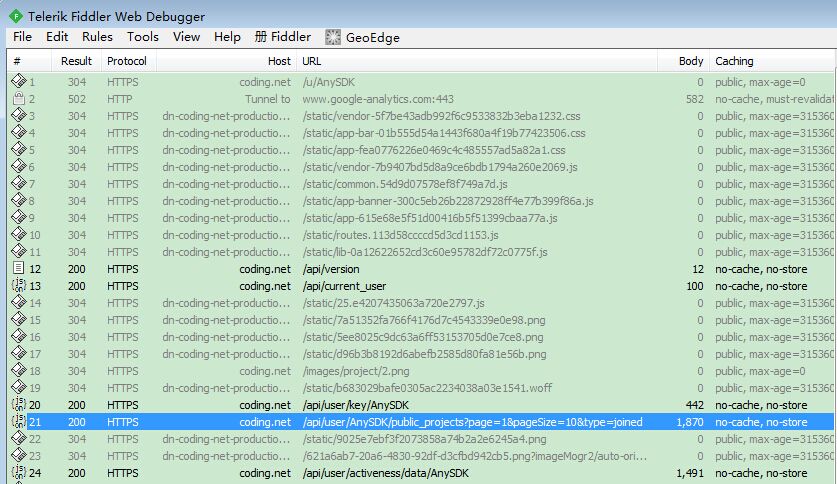 Telerik Fiddler Web Debugger
File Edit Rules Tools View Help 册 Fiddler GeoEdge
# Result Protocol Host URL Body Caching
1 304 HTTPS coding.net /u/AnySDK 0 public, max-age=0
2 502 HTTP Tunnel to www.google-analytics.com:443 582 no-cache, must-revalidat
3 304 HTTPS dn-coding-net-productio... /static/vendor-5f7be43adb992f6c9533832b3eba1232.css 0 public, max-age=315360
4 304 HTTPS dn-coding-net-productio... /static/app-bar-01b555d54a1443f680a4f19b77423506.css 0 public, max-age=315360
5 304 HTTPS dn-coding-net-productio... /static/app-fea0776226e0469c4c485557ad5a82a1.css 0 public, max-age=315360
6 304 HTTPS dn-coding-net-productio... /static/vendor-7b9407bd5d8a9ce6bdb1794a260e2069.js 0 public, max-age=315360
7 304 HTTPS dn-coding-net-productio... /static/common.54d9d07578ef8f749a7d.js 0 public, max-age=315360
8 304 HTTPS dn-coding-net-productio... /static/app-banner-300c5eb26b22872928ff4e77b399f86a.js 0 public, max-age=315360
9 304 HTTPS dn-coding-net-productio... /static/app-615e68e5f51d00416b5f51399cbaa77a.js 0 public, max-age=315360
10 304 HTTPS dn-coding-net-productio... /static/routes.113d58ccccd5d3cd1153.js 0 public, max-age=315360
11 304 HTTPS dn-coding-net-productio... /static/lib-0a12622652cd3c60e95782df72c0775f.js 0 public, max-age=315360
12 200 HTTPS coding.net /api/version 12 no-cache, no-store
13 200 HTTPS coding.net /api/current_user 100 no-cache, no-store
14 304 HTTPS dn-coding-net-productio... /static/25.e4207435063a720e2797.js 0 public, max-age=315360
15 304 HTTPS dn-coding-net-productio... /static/7a51352fa766f4176d7c4543339e0e98.png 0 public, max-age=315360
16 304 HTTPS dn-coding-net-productio... /static/5ee8025c9dc63a6ff53153705d0e7ce8.png 0 public, max-age=315360
17 304 HTTPS dn-coding-net-productio... /static/d96b3b8192d6abefb2585d80fa81e56b.png 0 public, max-age=315360
18 304 HTTPS coding.net /images/project/2.png 0 public, max-age=0
19 304 HTTPS dn-coding-net-productio... /static/b683029bafe0305ac2234038a03e1541.woff 0 public, max-age=315360
20 200 HTTPS coding.net /api/user/key/AnySDK 442 no-cache, no-store
21 200 HTTPS coding.net /api/user/AnySDK/public_projects?page=1&pageSize=10&type=joined 1,870 no-cache, no-store
22 304 HTTPS dn-coding-net-productio... /static/9025e7ebf3f2073858a74b2a2e6245a4.png 0 public, max-age=315360
23 304 HTTPS dn-coding-net-productio... /621a6ab7-20a6-4830-92df-d3cfbd942cb5.png?imageMogr2/auto-ori... 0 public, max-age=315360
24 200 HTTPS coding.net /api/user/activeness/data/AnySDK 1,491 no-cache, no-store